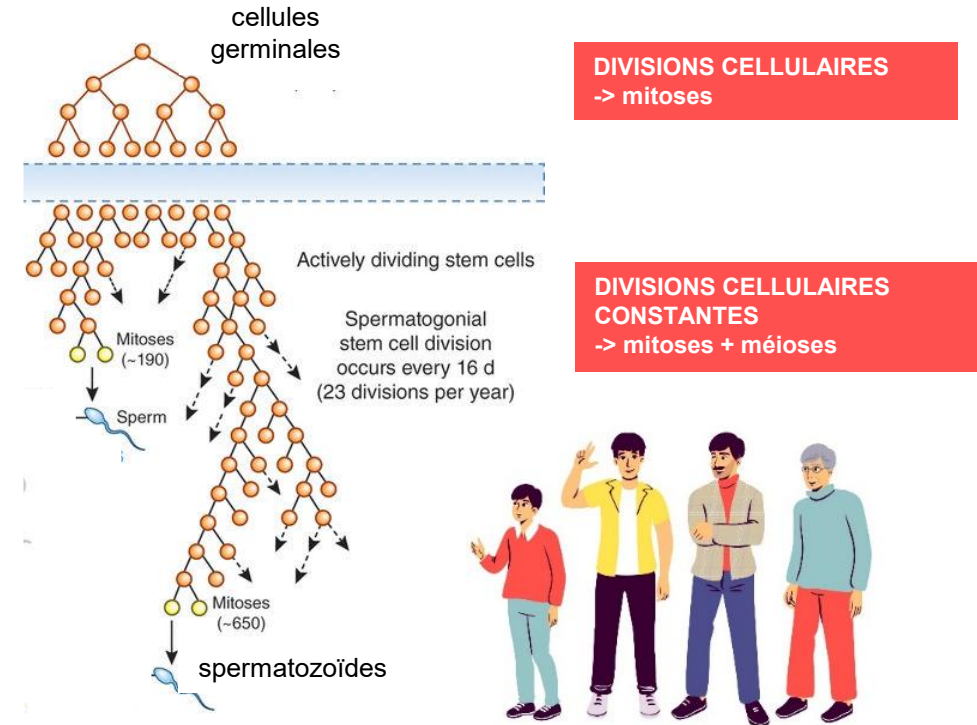 cellules
germinales
DIVISIONS CELLULAIRES
-> mitoses
Actively dividing stem cells
DIVISIONS CELLULAIRES
CONSTANTES
-> mitoses + méioses
Spermatogonial
stem cell division
occurs every 16 d
(23 divisions per year)
Mitoses
(~190)
Sperm
Mitoses
(~650)
spermatozoïdes